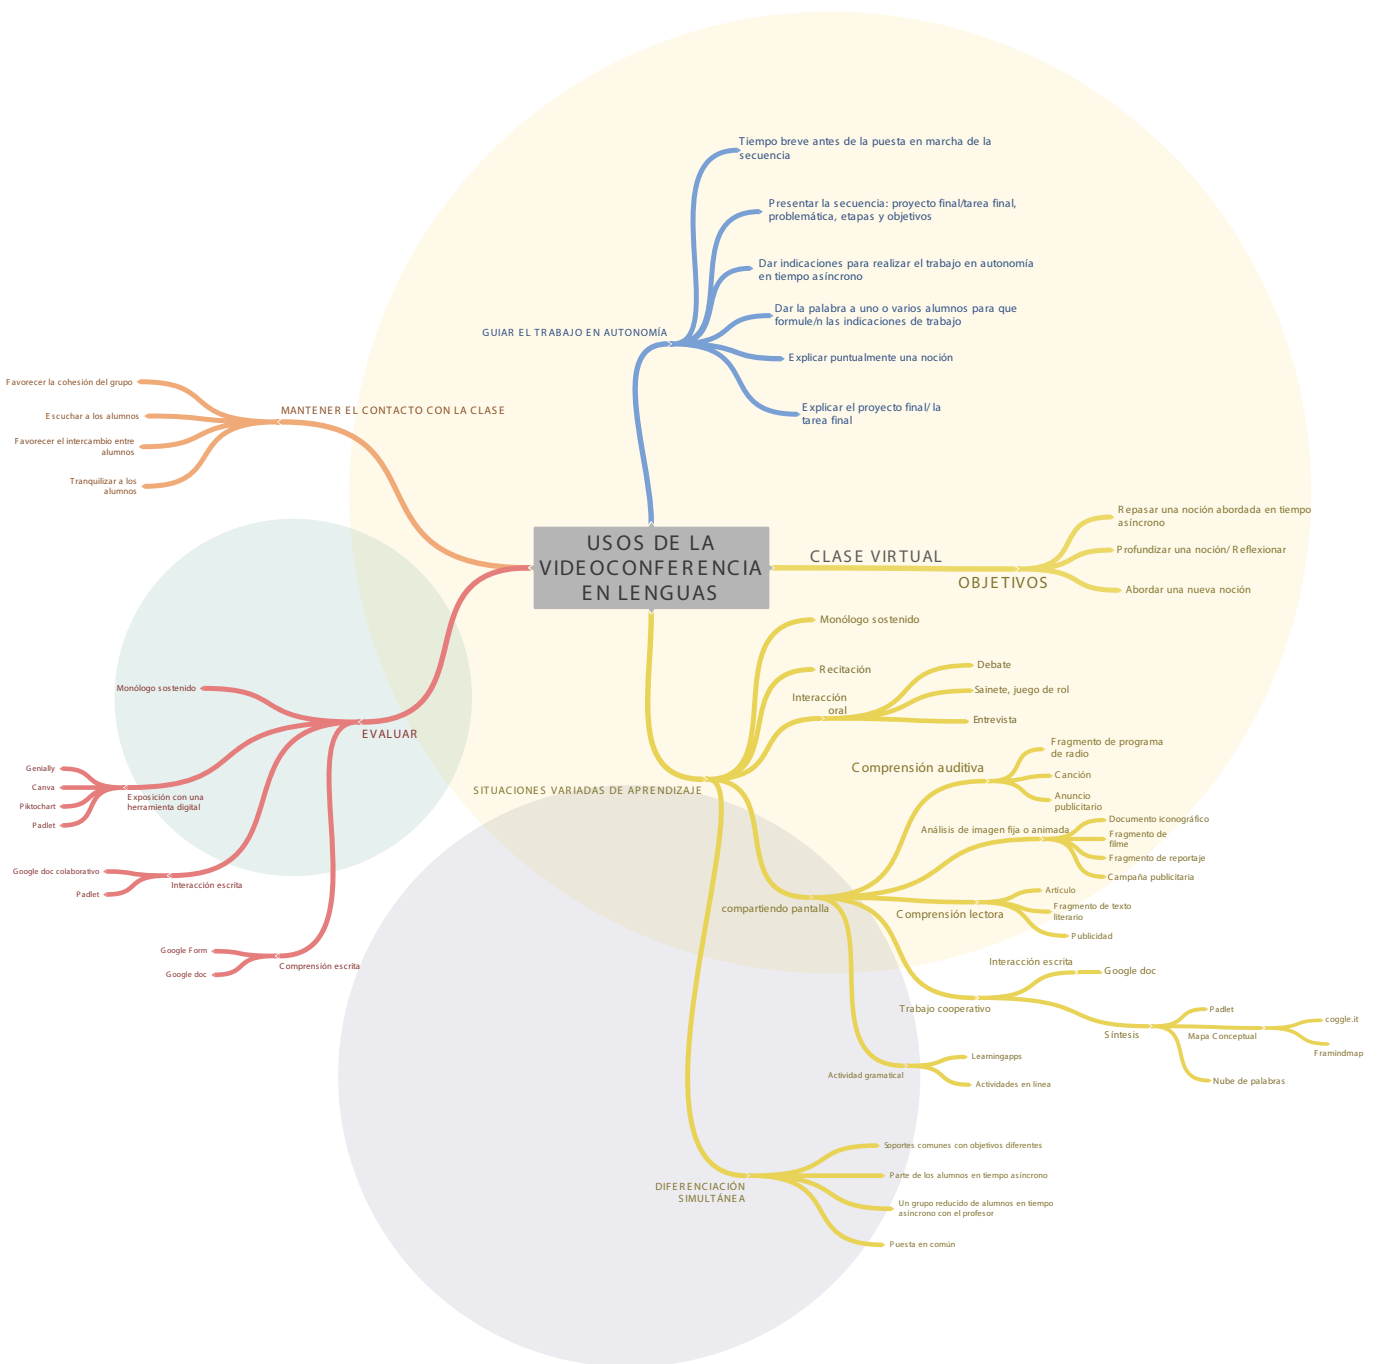 USOS DE LA
VIDEOCONFERENCIA
EN LENGUAS
GUIAR EL TRABAJO EN AUTONOMÍA
Tiempo breve antes de la puesta en marcha de la
secuencia
Presentar la secuencia: proyecto final/tarea final,
problemática, etapas y objetivos
Dar indicaciones para realizar el trabajo en autonomía
en tiempo asíncrono
Dar la palabra a uno o varios alumnos para que
formule/n las indicaciones de trabajo
Explicar puntualmente una noción
Explicar el proyecto final/ la
tarea final
MANTENER EL CONTACTO CON LA CLASE
Favorecer la cohesión del grupo
Escuchar a los alumnos
Favorecer el intercambio entre
alumnos
Tranquilizar a los
alumnos
CLASE VIRTUAL
OBJETIVOS
Repasar una noción abordada en tiempo
asíncrono
Profundizar una noción/ Reflexionar
Abordar una nueva noción
EVALUAR
Monólogo sostenido
Exposición con una
herramienta digital
Genially
Canva
Piktochart
Padlet
Interacción escrita
Google doc colaborativo
Padlet
Comprensión escrita
Google Form
Google doc
SITUACIONES VARIADAS DE APRENDIZAJE
Monólogo sostenido
Recitación
Interacción
oral
Debate
Sainete, juego de rol
Entrevista
compartiendo pantalla
Comprensión auditiva
Fragmento de programa
de radio
Canción
Anuncio
publicitario
Análisis de imagen fija o animada
Documento iconográfico
Fragmento de
filme
Fragmento de reportaje
Campaña publicitaria
Comprensión lectora
Artículo
Fragmento de texto
literario
Publicidad
Trabajo cooperativo
Interacción escrita
Google doc
Síntesis
Padlet
Mapa Conceptual
coggle.it
Framindmap
Nube de palabras
Actividad gramatical
Learningapps
Actividades en línea
DIFERENCIACIÓN
SIMULTÁNEA
Soportes comunes con objetivos diferentes
Parte de los alumnos en tiempo asíncrono
Un grupo reducido de alumnos en tiempo
asíncrono con el profesor
Puesta en común